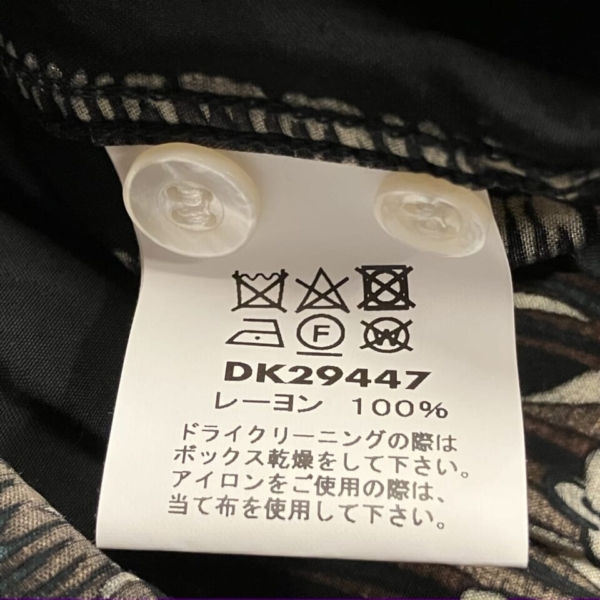 F W
DK29447
レーヨン 100%
ドライクリーニングの際は
ボックス乾燥をして下さい。
アイロンをご使用の際は、
当て布を使用して下さい。